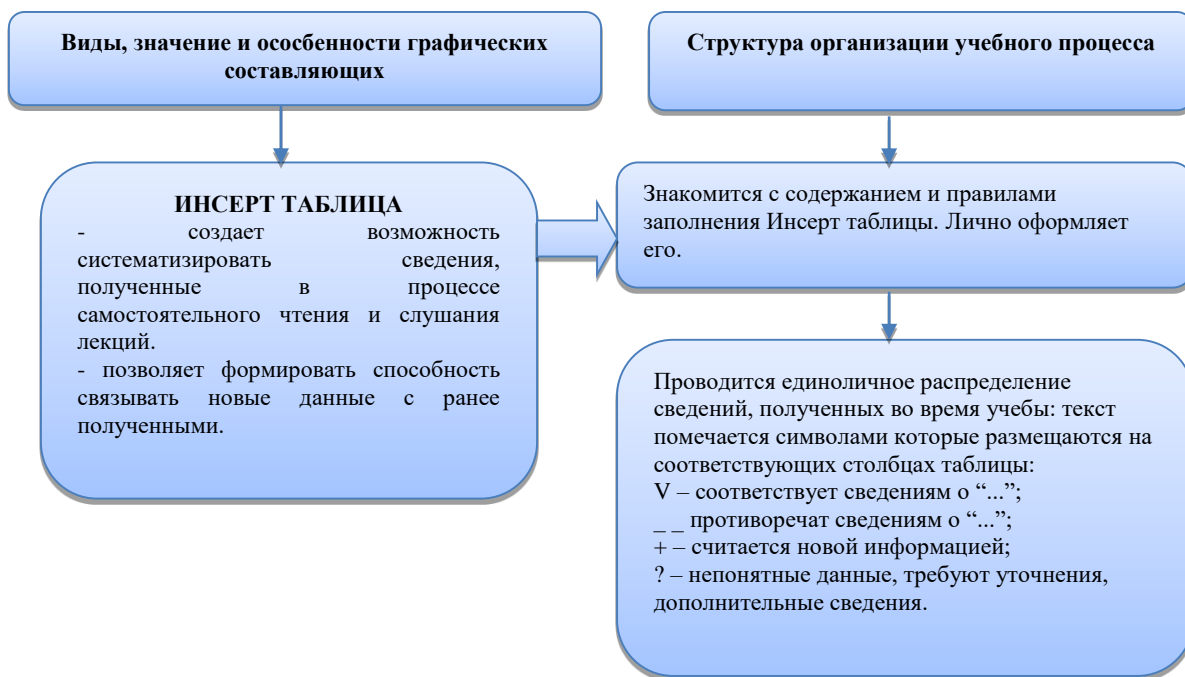 Виды, значение и ососбенности графических
составляющих
Структура организации учебного процесса
ИНСЕРТ ТАБЛИЦА
- создает возможность
систематизировать сведения,
полученные в процессе
самостоятельного чтения и слушания
лекций.
- позволяет формировать способность
связывать новые данные с ранее
полученными.
Знакомится с содержанием и правилами
заполнения Инсерт таблицы. Лично оформляет
его.
Проводится единоличное распределение
сведений, полученных во время учебы: текст
помечается символами которые размещаются на
соответствующих столбцах таблицы:
V – соответствует сведениям о “...”;
_ _ противоречат сведениям о “...”;
+ – считается новой информацией;
? – непонятные данные, требуют уточнения,
дополнительные сведения.